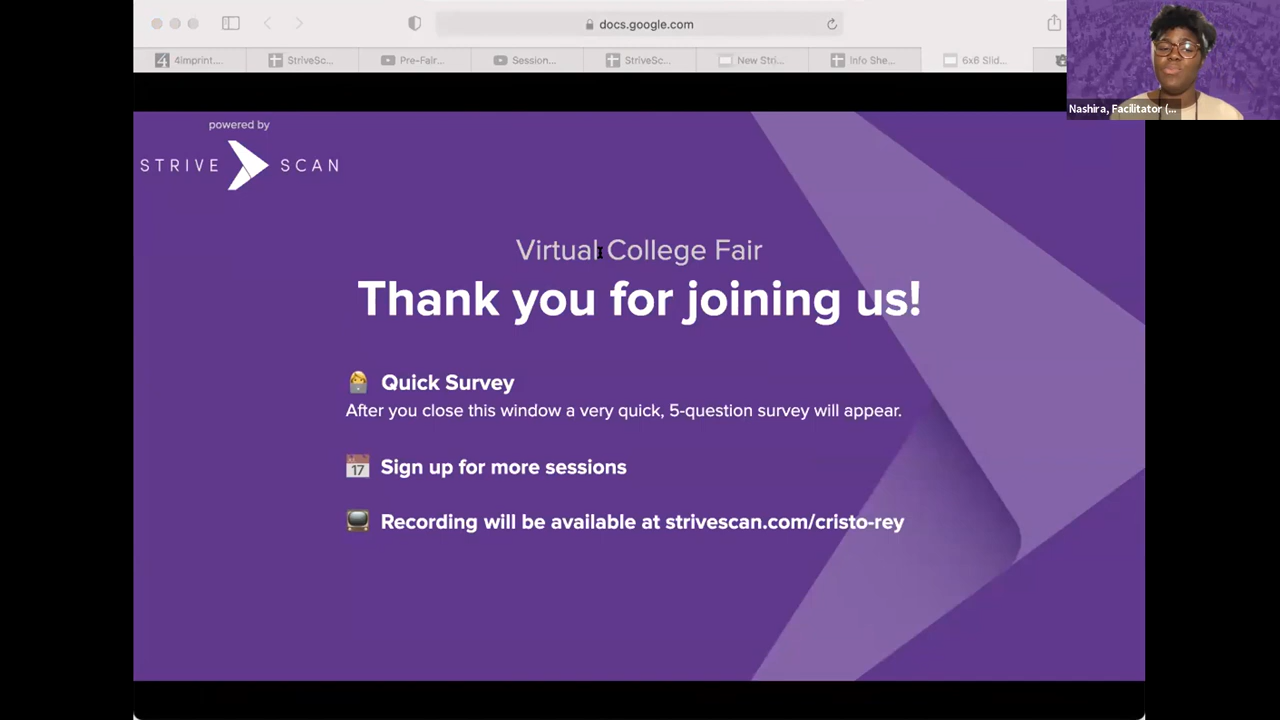 docs.google.com
4imprint....
StriveSc...
Pre-Fair...
Session...
StriveSc...
New Stri...
Info She...
6x6 Slid...
Nashira, Facilitator (...
powered by
STRIVE SCAN
Virtual College Fair
Thank you for joining us!
Quick Survey
After you close this window a very quick, 5-question survey will appear.
17
Sign up for more sessions
Recording will be available at strivescan.com/cristo-rey